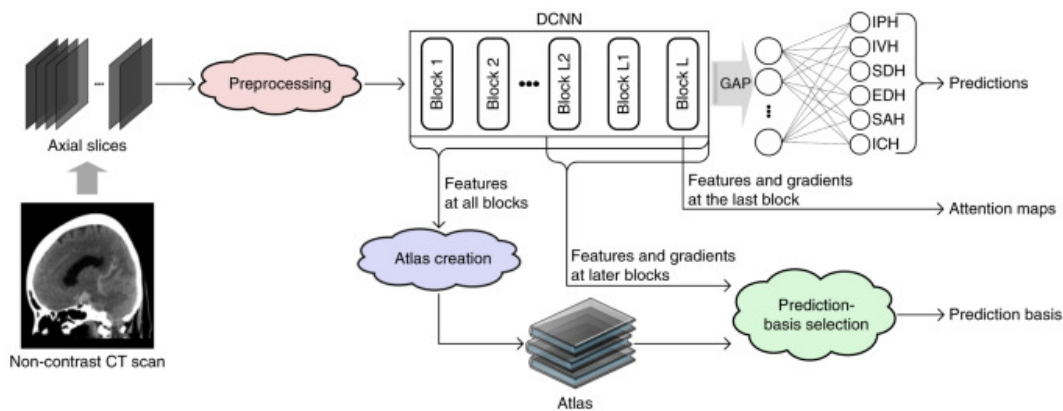 DCNN
Block 1
Block 2
Block L2
Block L1
Block L
GAP
IPH
IVH
SDH
EDH
SAH
ICH
Predictions
Preprocessing
Axial slices
Non-contrast CT scan
Features
at all blocks
Features and gradients
at the last block
Attention maps
Atlas creation
Features and gradients
at later blocks
Prediction-
basis selection
Prediction basis
Atlas